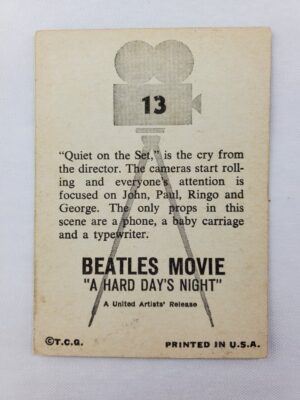 13
"Quiet on the Set," is the cry from
the director. The cameras start roll-
ing and everyone's attention is
focused on John, Paul, Ringo and
George. The only props in this
scene are a phone, a baby carriage
and a typewriter.
BEATLES MOVIE
"A HARD DAY'S NIGHT"
A United Artists' Release
©T.C.G.
PRINTED IN U.S.A.